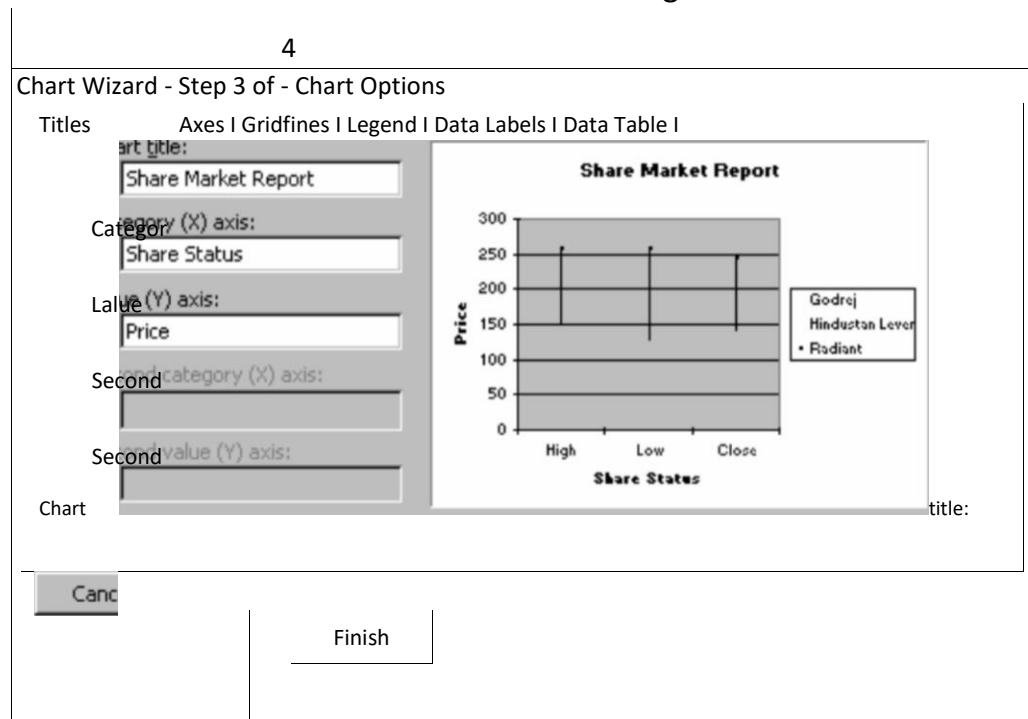 4
Chart Wizard - Step 3 of - Chart Options
Titles Axes I Gridfines I Legend I Data Labels I Data Table I
art title:
Share Market Report
Categor egory (X) axis:
Share Status
Lalue (Y) axis:
Price
Second ond category (X) axis:
Second ond value (Y) axis:
Chart title:
Share Market Report
300
250
200
150
100
50
0
Price
High Low Close
Share Status
Godrej
Hindustan Lever
Radiant
Canc
Finish